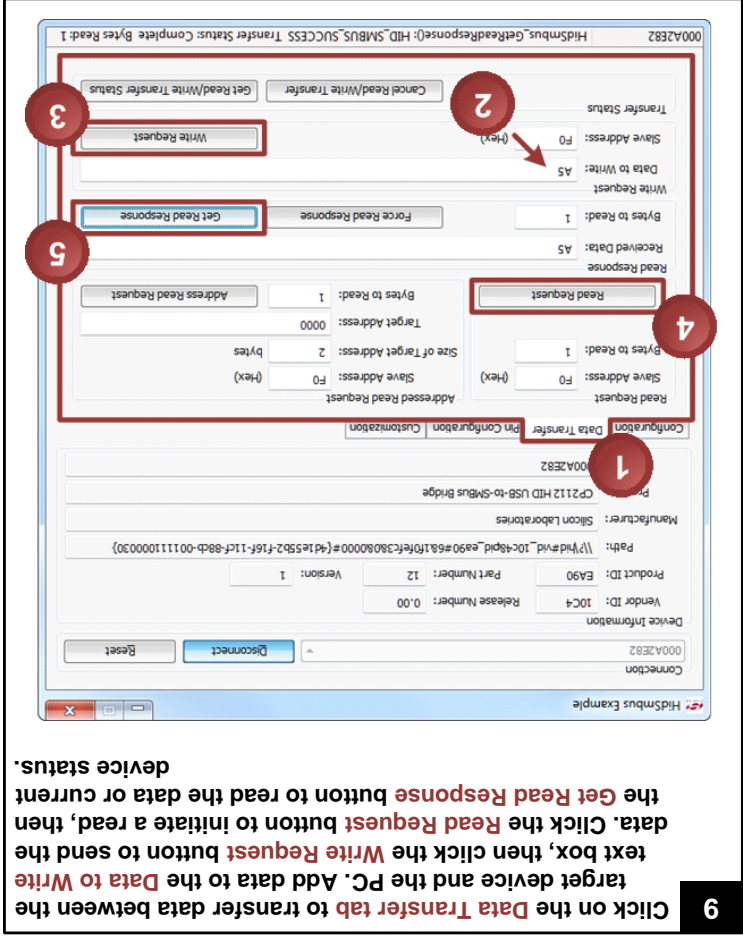 6
Click on the Data Transfer tab to transfer data between the
target device and the PC. Add data to the Data to Write
text box, then click the Write Request button to send the
data. Click the Read Request button to initiate a read, then
the Get Read Response button to read the data or current
device status.
HidSmbus Example
Connection
000A2E82 Disconnect Reset
Device Information
Vendor ID: 10C4 Release Number: 0.00
Product ID: EA90 Part Number: 12 Version: 1
Path: \\?\hid#vid_10c4&pid_ea90#6&1f0fefc3&0&0000#{4d1e55b2-f16f-11cf-88cb-001111000030}
Manufacturer: Silicon Laboratories
CP2112 HID USB-to-SMBus Bridge
000A2E82
1
Configuration Data Transfer Pin Configuration Customization
Read Request
Slave Address: F0 (Hex)
Bytes to Read: 1
Read Request
4
Addressed Read Request
Slave Address: F0 (Hex)
Size of Target Address: 2 bytes
Target Address: 0000
Bytes to Read: 1 Address Read Request
Read Response
Received Data: A5
Bytes to Read: 1 Force Read Response Get Read Response
5
Write Request
Data to Write: A5
Slave Address: F0 (Hex) Write Request
2
3
Transfer Status
Cancel Read/Write Transfer Get Read/Write Transfer Status
000A2E82 HidSmbus_GetReadResponse(): HID_SMBUS_SUCCESS Transfer Status: Complete Bytes Read: 1